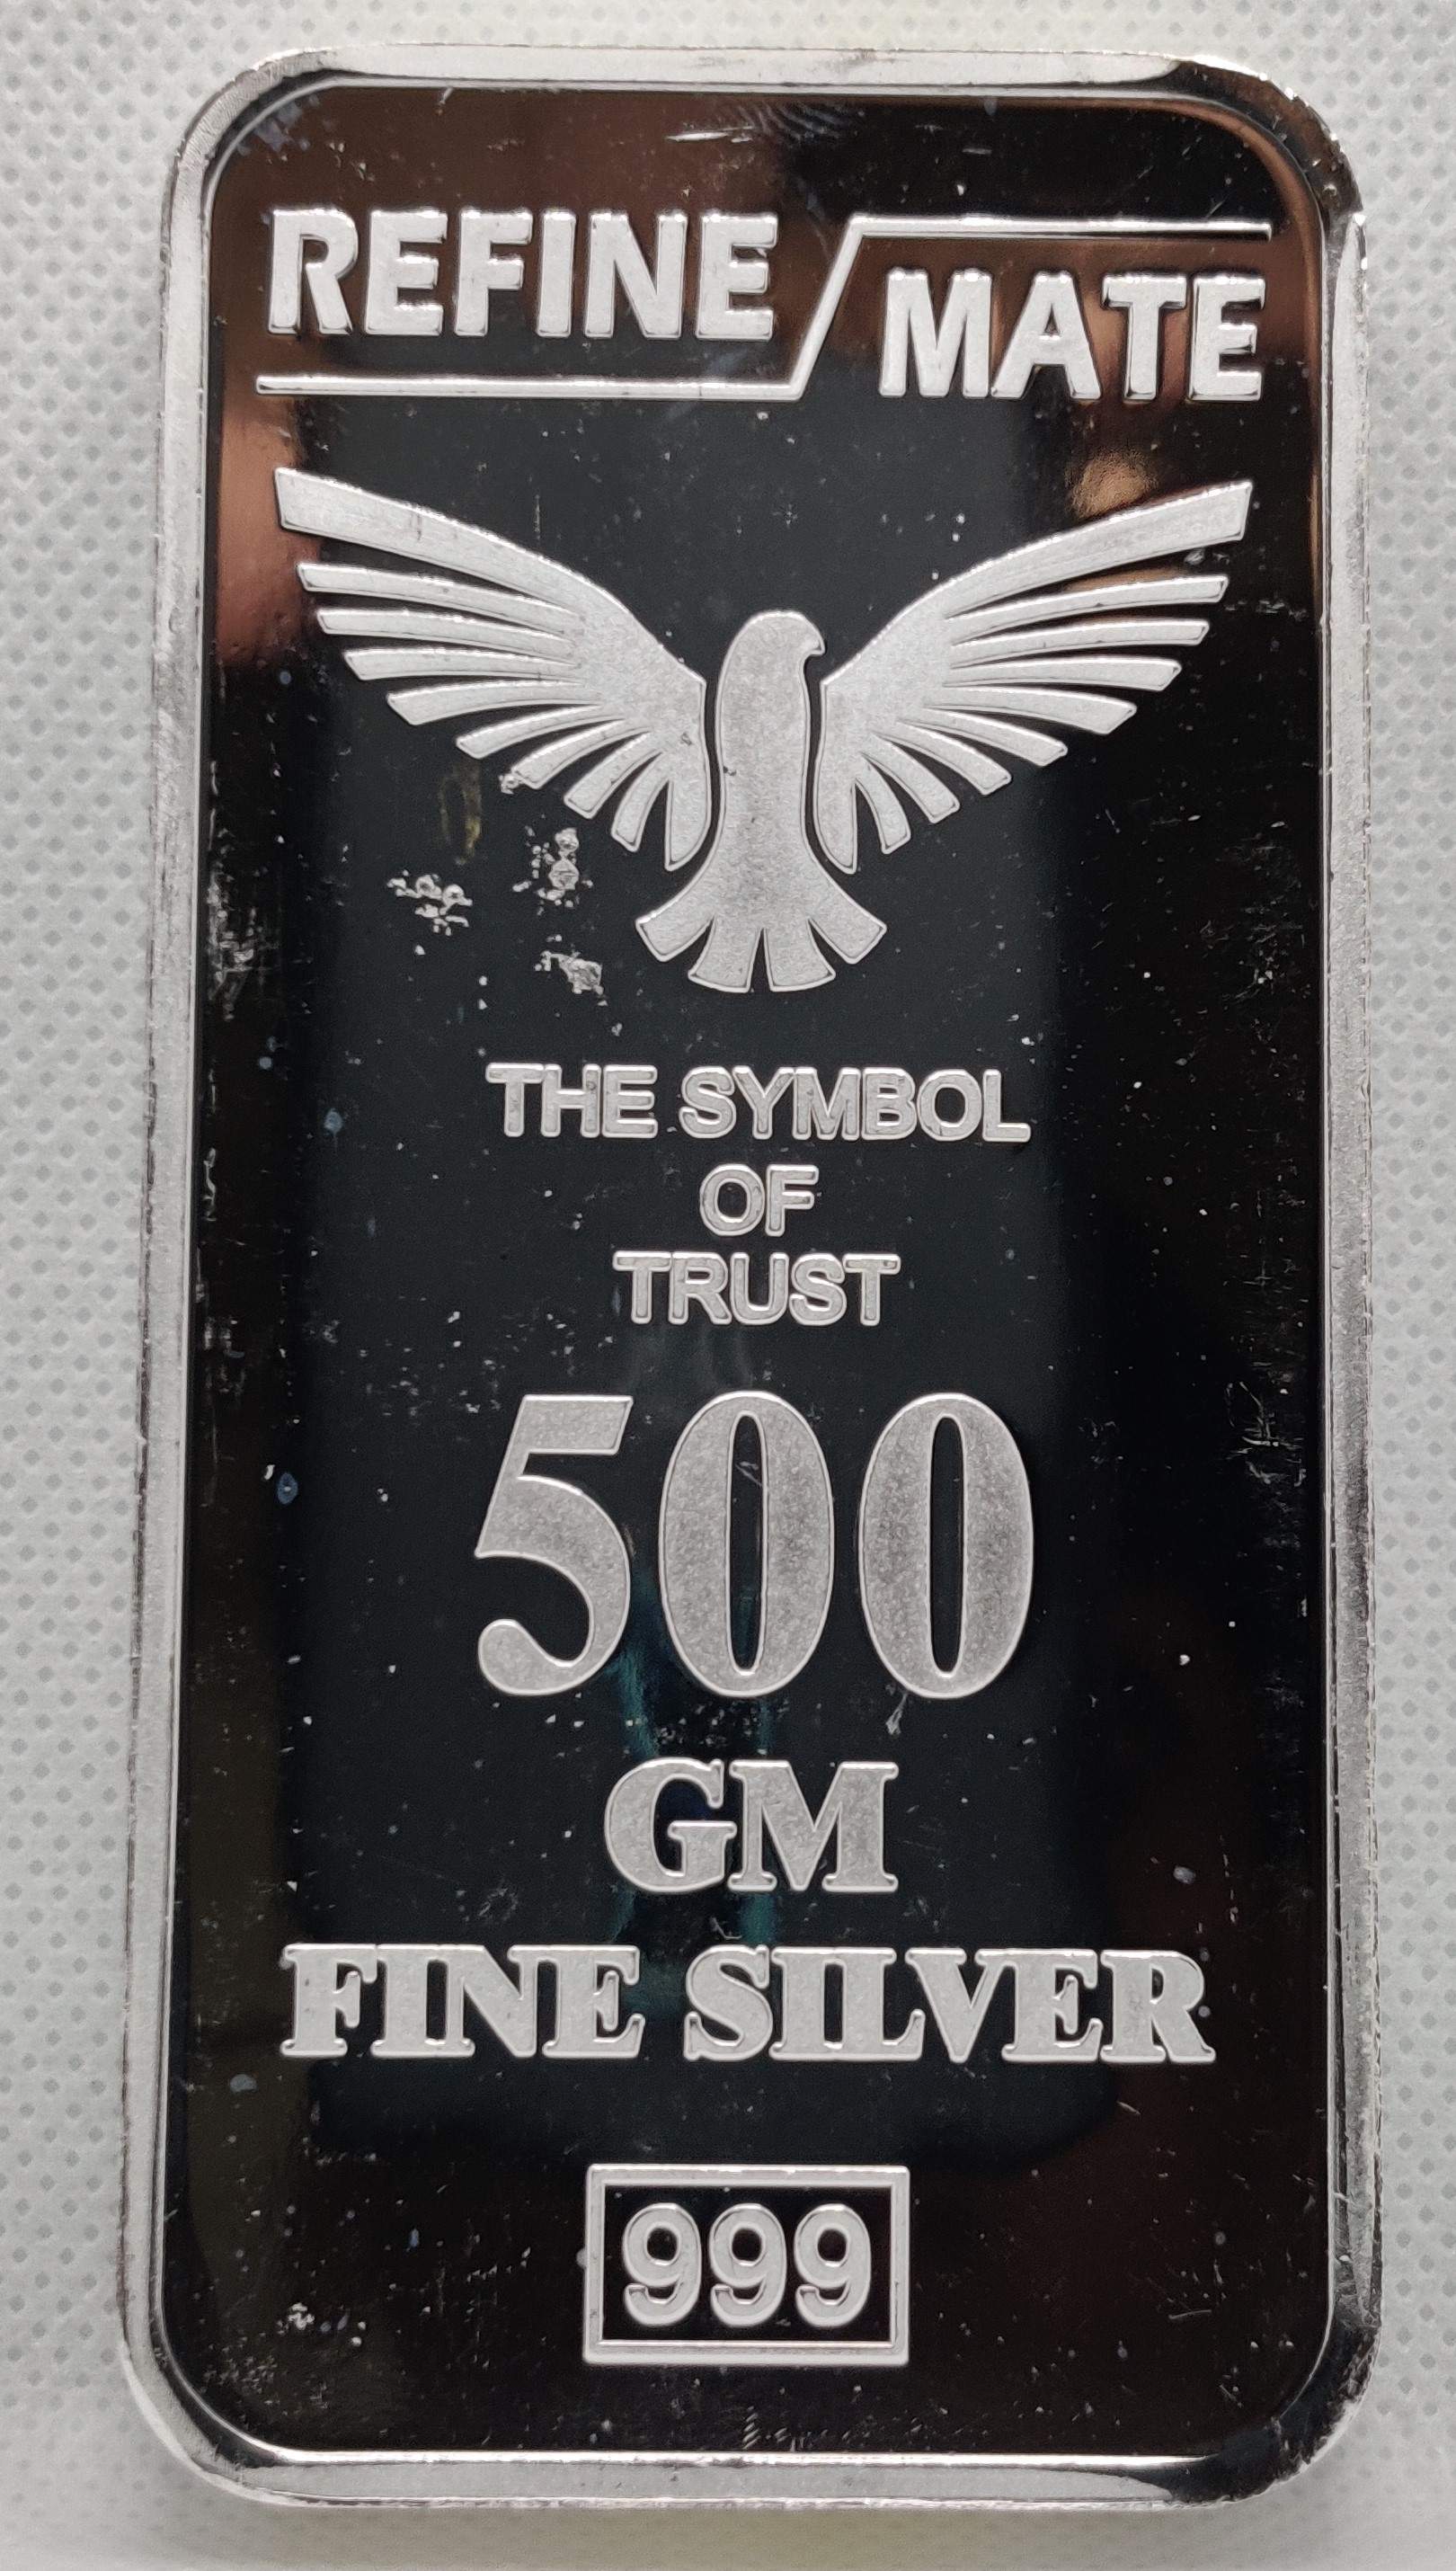 REFINE
MATE
THE SYMBOL
OF
TRUST
500
GM
FINE SILVER
999